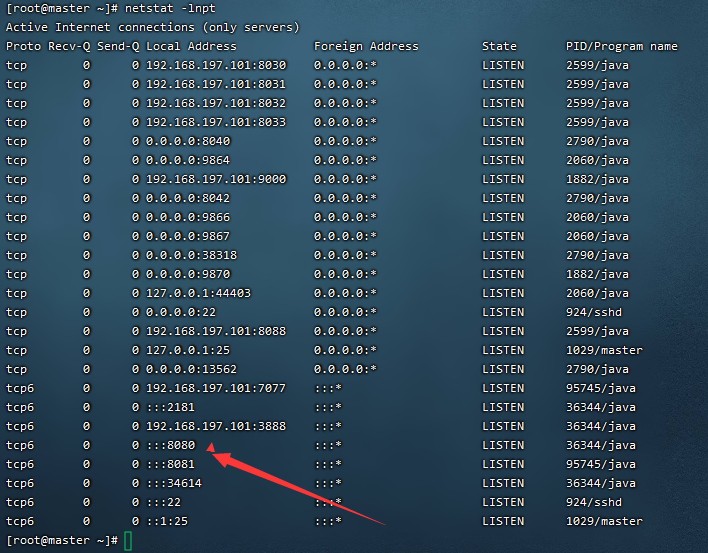 [root@master ~]# netstat -lnpt
Active Internet connections (only servers)
Proto Recv-Q Send-Q Local Address Foreign Address State PID/Program name
tcp 0 0 192.168.197.101:8030 0.0.0.0:* LISTEN 2599/java
tcp 0 0 192.168.197.101:8031 0.0.0.0:* LISTEN 2599/java
tcp 0 0 192.168.197.101:8032 0.0.0.0:* LISTEN 2599/java
tcp 0 0 192.168.197.101:8033 0.0.0.0:* LISTEN 2599/java
tcp 0 0 0.0.0.0:8040 0.0.0.0:* LISTEN 2790/java
tcp 0 0 0.0.0.0:9864 0.0.0.0:* LISTEN 2060/java
tcp 0 0 192.168.197.101:9000 0.0.0.0:* LISTEN 1882/java
tcp 0 0 0.0.0.0:8042 0.0.0.0:* LISTEN 2790/java
tcp 0 0 0.0.0.0:9866 0.0.0.0:* LISTEN 2060/java
tcp 0 0 0.0.0.0:9867 0.0.0.0:* LISTEN 2060/java
tcp 0 0 0.0.0.0:38318 0.0.0.0:* LISTEN 2790/java
tcp 0 0 0.0.0.0:9870 0.0.0.0:* LISTEN 1882/java
tcp 0 0 127.0.0.1:44403 0.0.0.0:* LISTEN 2060/java
tcp 0 0 0.0.0.0:22 0.0.0.0:* LISTEN 924/sshd
tcp 0 0 192.168.197.101:8088 0.0.0.0:* LISTEN 2599/java
tcp 0 0 127.0.0.1:25 0.0.0.0:* LISTEN 1029/master
tcp 0 0 0.0.0.0:13562 0.0.0.0:* LISTEN 2790/java
tcp6 0 0 192.168.197.101:7077 :::* LISTEN 95745/java
tcp6 0 0 :::2181 :::* LISTEN 36344/java
tcp6 0 0 192.168.197.101:3888 :::* LISTEN 36344/java
tcp6 0 0 :::8080 :::* LISTEN 36344/java
tcp6 0 0 :::8081 :::* LISTEN 95745/java
tcp6 0 0 :::34614 :::* LISTEN 36344/java
tcp6 0 0 :::22 :::* LISTEN 924/sshd
tcp6 0 0 ::1:25 :::* LISTEN 1029/master
[root@master ~]#